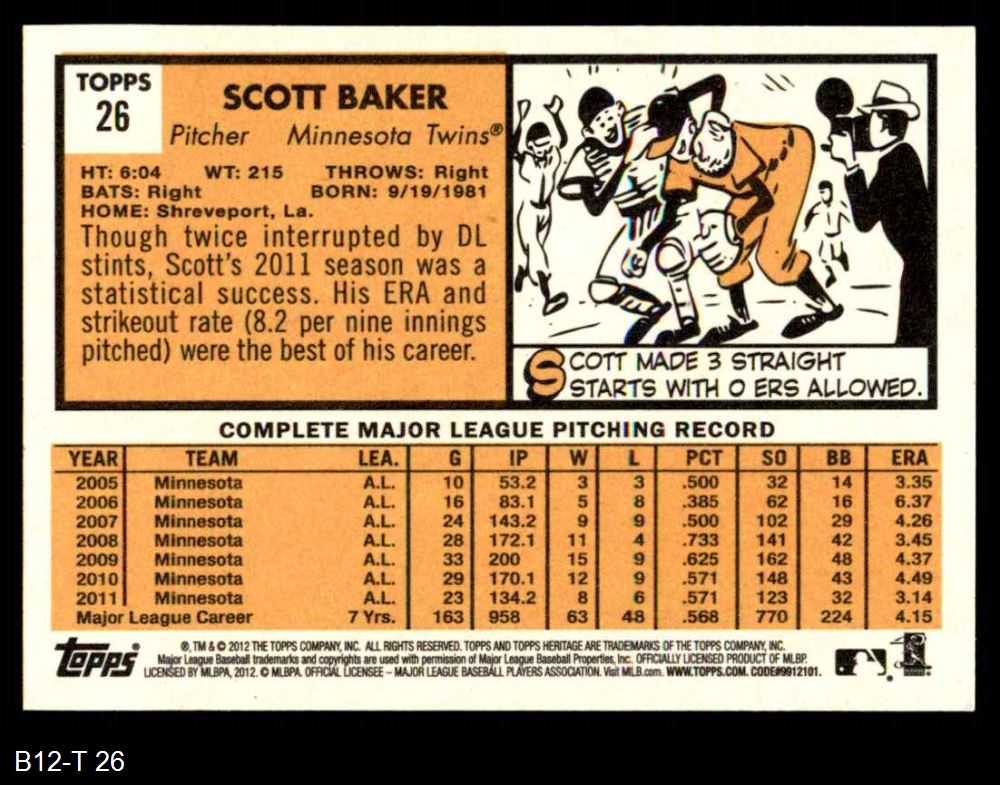 TOPPS
26
SCOTT BAKER
Pitcher Minnesota Twins®
HT: 6:04 WT: 215 THROWS: Right
BATS: Right BORN: 9/19/1981
HOME: Shreveport, La.
Though twice interrupted by DL
stints, Scott's 2011 season was a
statistical success. His ERA and
strikeout rate (8.2 per nine innings
pitched) were the best of his career.
SCOTT MADE 3 STRAIGHT
STARTS WITH 0 ERS ALLOWED.
COMPLETE MAJOR LEAGUE PITCHING RECORD
YEAR TEAM LEA. G IP W L PCT SO BB ERA
2005 Minnesota A.L. 10 53.2 3 3 .500 32 14 3.35
2006 Minnesota A.L. 16 83.1 5 8 .385 62 16 6.37
2007 Minnesota A.L. 24 143.2 9 9 .500 102 29 4.26
2008 Minnesota A.L. 28 172.1 11 4 .733 141 42 3.45
2009 Minnesota A.L. 33 200 15 9 .625 162 48 4.37
2010 Minnesota A.L. 29 170.1 12 9 .571 148 43 4.49
2011 Minnesota A.L. 23 134.2 8 6 .571 123 32 3.14
Major League Career 7 Yrs. 163 958 63 48 .568 770 224 4.15
topps®
®, TM & © 2012 THE TOPPS COMPANY, INC. ALL RIGHTS RESERVED. TOPPS AND TOPPS HERITAGE ARE TRADEMARKS OF THE TOPPS COMPANY, INC.
Major League Baseball trademarks and copyrights are used with permission of Major League Baseball Properties, Inc. OFFICIALLY LICENSED PRODUCT OF MLBP.
LICENSED BY MLBPA, 2012. © MLBPA. OFFICIAL LICENSEE – MAJOR LEAGUE BASEBALL PLAYERS ASSOCIATION. Visit MLB.com. WWW.TOPPS.COM. CODE#9912101.
B12-T 26